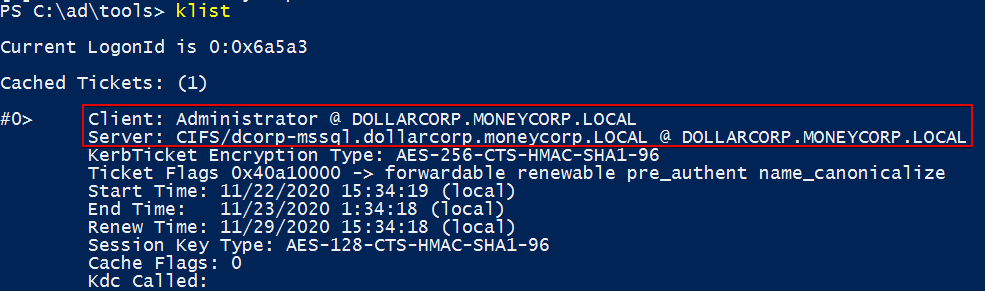 PS C:\ad\tools> klist
Current LogonId is 0:0x6a5a3
Cached Tickets: (1)
#0> Client: Administrator @ DOLLARCORP.MONEYCORP.LOCAL
Server: CIFS/dcorp-mssql.dollarcorp.moneycorp.LOCAL @ DOLLARCORP.MONEYCORP.LOCAL
KerbTicket Encryption Type: AES-256-CTS-HMAC-SHA1-96
Ticket Flags 0x40a10000 -> forwardable renewable pre_authent name_canonicalize
Start Time: 11/22/2020 15:34:19 (local)
End Time: 11/23/2020 1:34:18 (local)
Renew Time: 11/29/2020 15:34:18 (local)
Session Key Type: AES-128-CTS-HMAC-SHA1-96
Cache Flags: 0
Kdc Called: